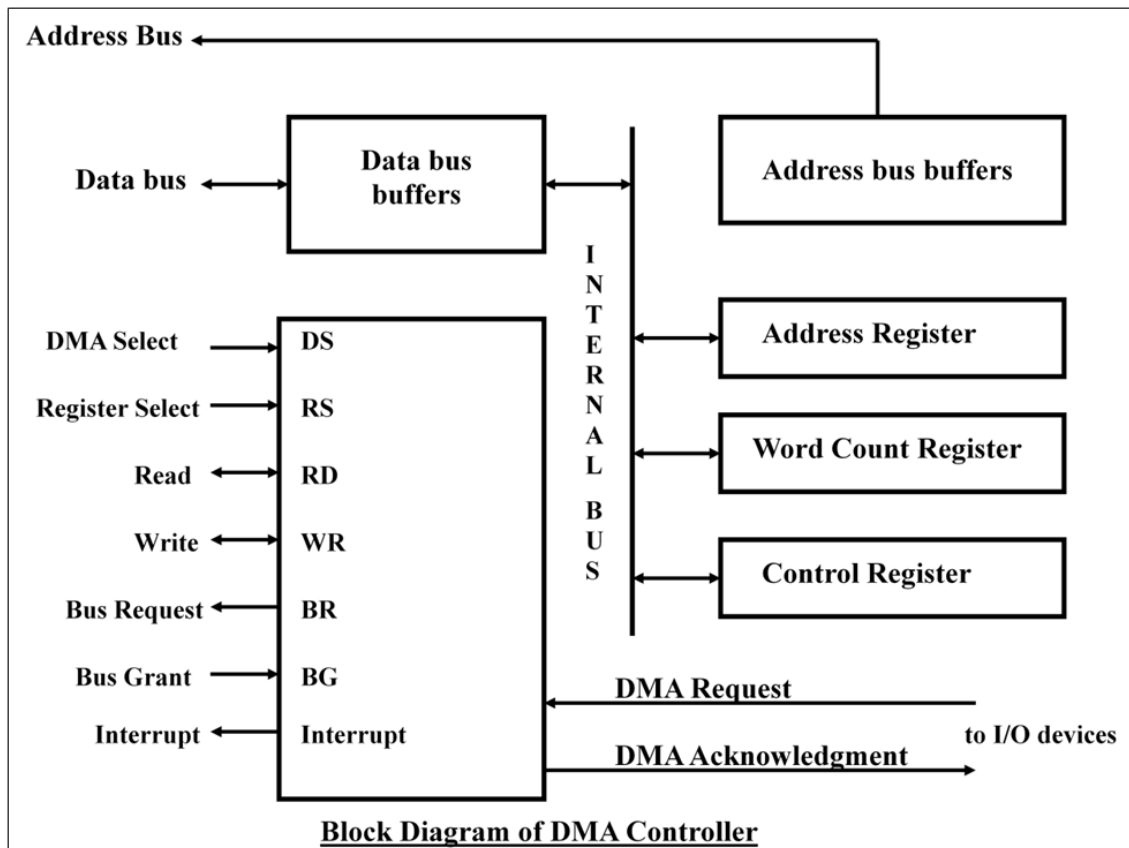 Address Bus
Data bus
Data bus
buffers
Address bus buffers
INTERNAL BUS
Address Register
Word Count Register
Control Register
DMA Select
DS
Register Select
RS
Read
RD
Write
WR
Bus Request
BR
Bus Grant
BG
Interrupt
Interrupt
DMA Request
to I/O devices
DMA Acknowledgment
Block Diagram of DMA Controller